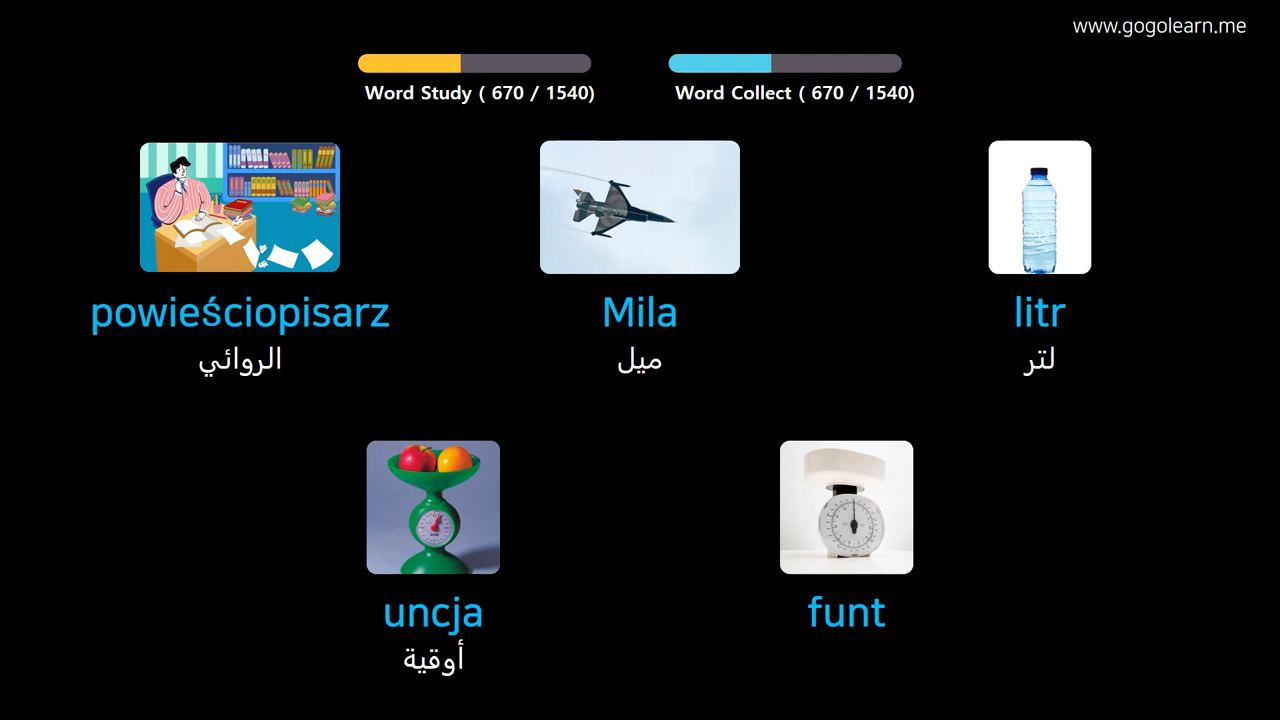 www.gogolearn.me
Word Study ( 670 / 1540)
Word Collect ( 670 / 1540)
powieściopisarz
الروائي
Mila
ميل
litr
لتر
uncja
أوقية
funt